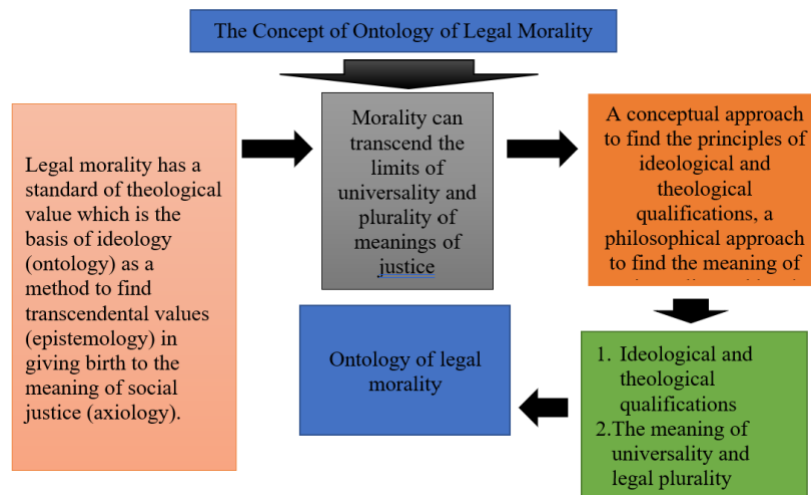 The Concept of Ontology of Legal Morality
Legal morality has a
standard of theological
value which is the
basis of ideology
(ontology) as a
method to find
transcendental values
(epistemology) in
giving birth to the
meaning of social
justice (axiology).
Morality can
transcend the
limits of
universality and
plurality of
meanings of
justice
A conceptual approach
to find the principles of
ideological and
theological
qualifications, a
philosophical approach
to find the meaning of
1. Ideological and
theological
qualifications
2.The meaning of
universality and
legal plurality
Ontology of legal
morality